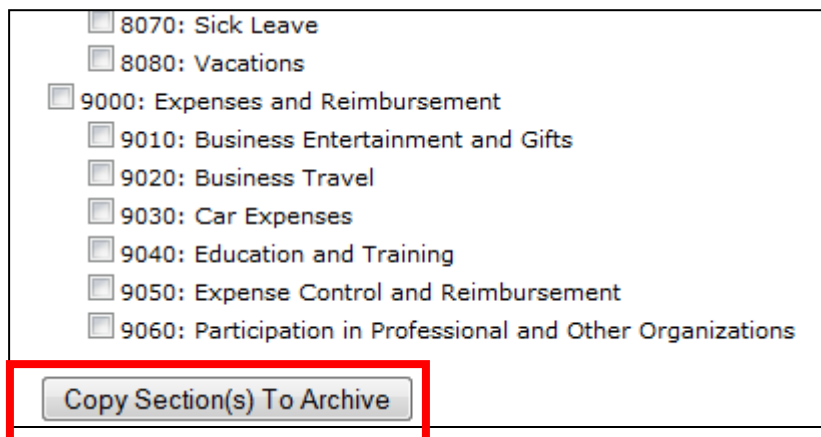 8070: Sick Leave
8080: Vacations
9000: Expenses and Reimbursement
9010: Business Entertainment and Gifts
9020: Business Travel
9030: Car Expenses
9040: Education and Training
9050: Expense Control and Reimbursement
9060: Participation in Professional and Other Organizations
Copy Section(s) To Archive